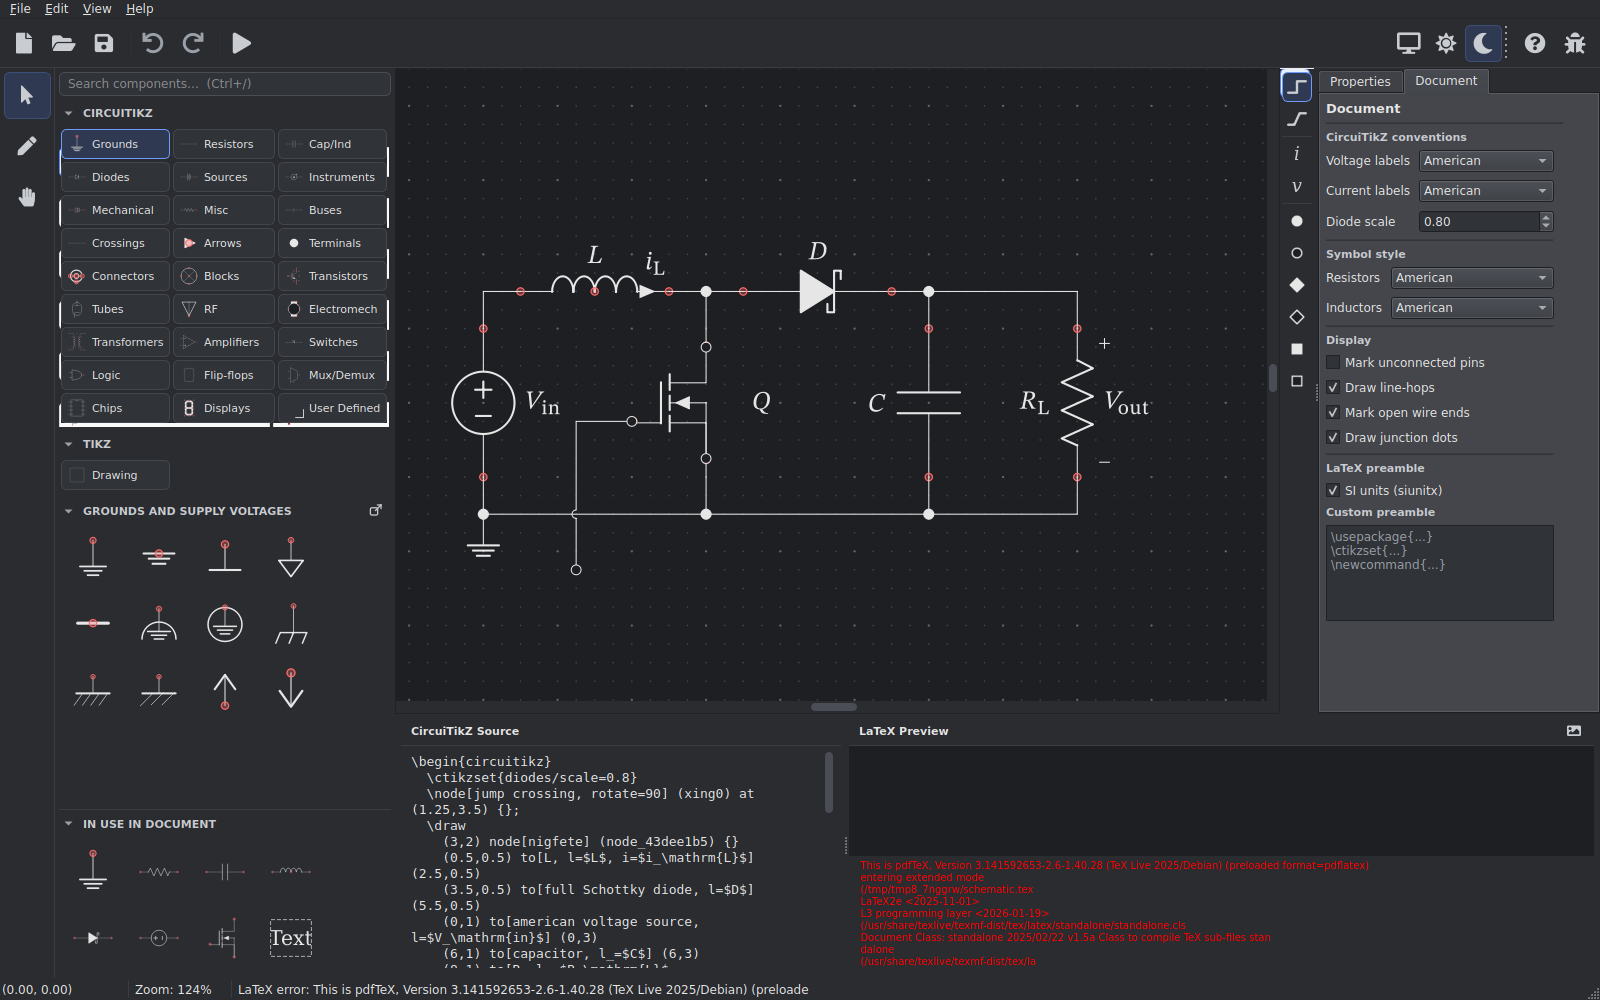 File Edit View Help
Search components... (Ctrl+/)
CIRCUITIKZ
Grounds Resistors Cap/Ind
Diodes Sources Instruments
Mechanical Misc Buses
Crossings Arrows Terminals
Connectors Blocks Transistors
Tubes RF Electromech
Transformers Amplifiers Switches
Logic Flip-flops Mux/Demux
Chips Displays User Defined
TIKZ
Drawing
GROUNDS AND SUPPLY VOLTAGES
IN USE IN DOCUMENT
Text
L
iL
D
Vin
Q
C
RL
+
Vout
−
i
v
Properties Document
Document
CircuiTikZ conventions
Voltage labels American
Current labels American
Diode scale 0.80
Symbol style
Resistors American
Inductors American
Display
Mark unconnected pins
Draw line-hops
Mark open wire ends
Draw junction dots
LaTeX preamble
SI units (siunitx)
Custom preamble
\usepackage{...}
\ctikzset{...}
\newcommand{...}
CircuiTikZ Source
\begin{circuitikz}
\ctikzset{diodes/scale=0.8}
\node[jump crossing, rotate=90] (xing0) at
(1.25,3.5) {};
\draw
(3,2) node[nigfete] (node_43dee1b5) {}
(0.5,0.5) to[L, l=$L$, i=$i_\mathrm{L}$]
(2.5,0.5)
(3.5,0.5) to[full Schottky diode, l=$D$]
(5.5,0.5)
(0,1) to[american voltage source,
l=$V_\mathrm{in}$] (0,3)
(6,1) to[capacitor, l_=$C$] (6,3)
LaTeX Preview
This is pdfTeX, Version 3.141592653-2.6-1.40.28 (TeX Live 2025/Debian) (preloaded format=pdflatex)
entering extended mode
(/tmp/tmp8_7nggrw/schematic.tex
LaTeX2e <2025-11-01>
L3 programming layer <2026-01-19>
(/usr/share/texlive/texmf-dist/tex/latex/standalone/standalone.cls
Document Class: standalone 2025/02/22 v1.5a Class to compile TeX sub-files stan
dalone
(/usr/share/texlive/texmf-dist/tex/la
(0.00, 0.00) Zoom: 124% LaTeX error: This is pdfTeX, Version 3.141592653-2.6-1.40.28 (TeX Live 2025/Debian) (preloade